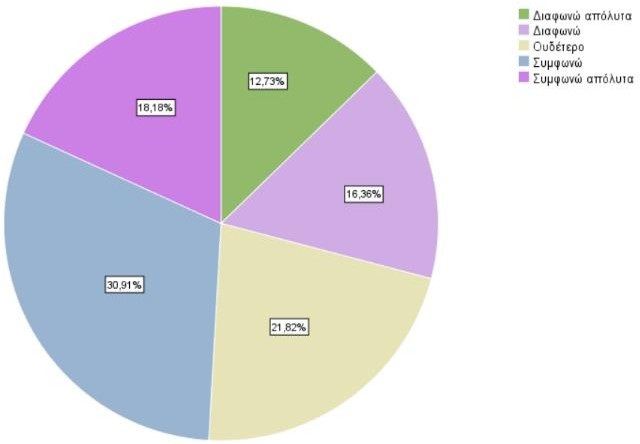 Διαφωνώ απόλυτα
Διαφωνώ
Ουδέτερο
Συμφωνώ
Συμφωνώ απόλυτα
12,73%
18,18%
16,36%
30,91%
21,82%